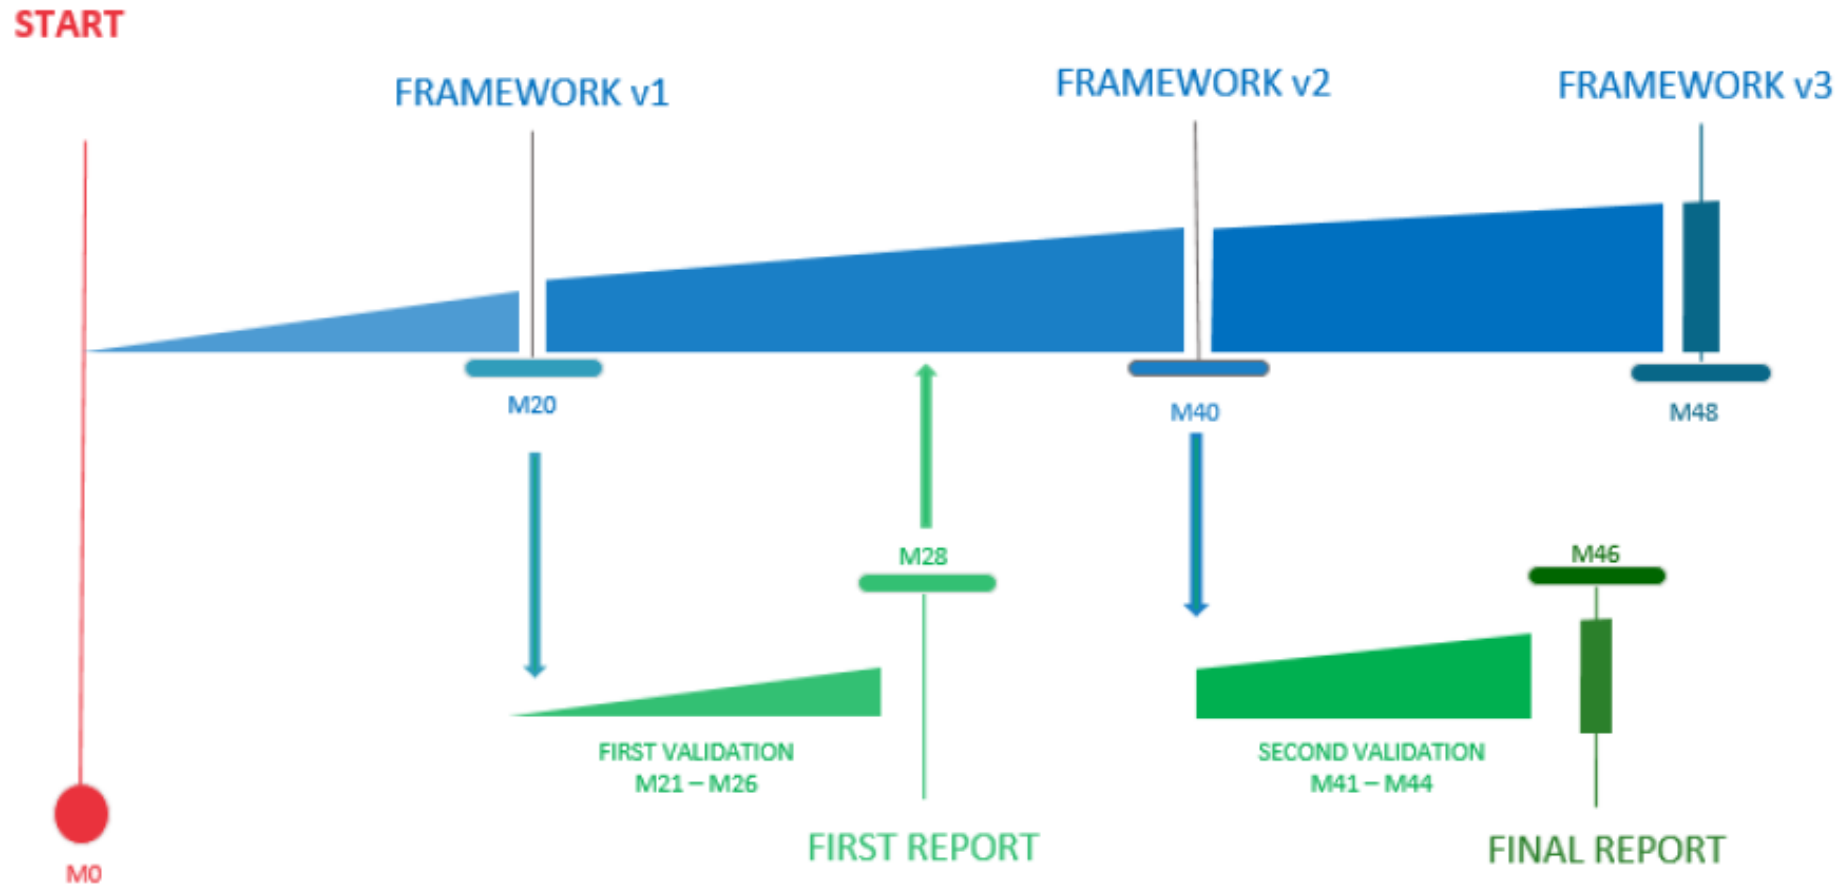 START
FRAMEWORK v1
FRAMEWORK v2
FRAMEWORK v3
M20
M40
M48
M28
M46
FIRST VALIDATION
M21 – M26
SECOND VALIDATION
M41 – M44
FIRST REPORT
FINAL REPORT
M0